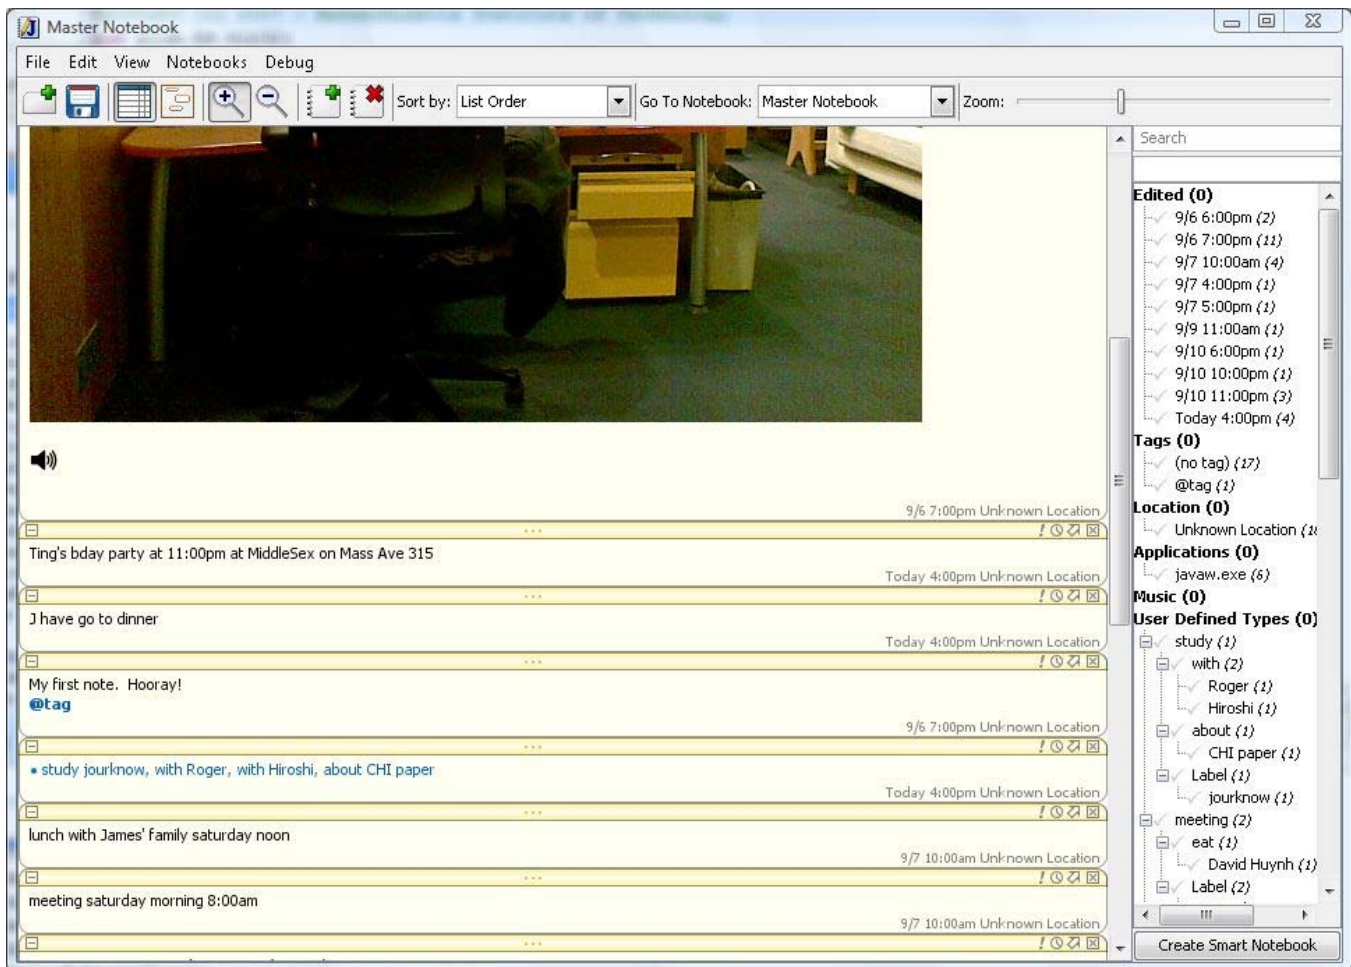 Master Notebook
File Edit View Notebooks Debug
Sort by: List Order Go To Notebook: Master Notebook Zoom:
Search
Edited (0)
9/6 6:00pm (2)
9/6 7:00pm (11)
9/7 10:00am (4)
9/7 4:00pm (1)
9/7 5:00pm (1)
9/9 11:00am (1)
9/10 6:00pm (1)
9/10 10:00pm (1)
9/10 11:00pm (3)
Today 4:00pm (4)
Tags (0)
(no tag) (17)
@tag (1)
Location (0)
Unknown Location
Applications (0)
javaw.exe (6)
Music (0)
User Defined Types (0)
study (1)
with (2)
Roger (1)
Hiroshi (1)
about (1)
CHI paper (1)
Label (1)
jourknow (1)
meeting (2)
eat (1)
David Huynh (1)
Label (2)
Create Smart Notebook
9/6 7:00pm Unknown Location
Ting's bday party at 11:00pm at MiddleSex on Mass Ave 315
Today 4:00pm Unknown Location
J have go to dinner
Today 4:00pm Unknown Location
My first note. Hooray!
@tag
9/6 7:00pm Unknown Location
• study jourknow, with Roger, with Hiroshi, about CHI paper
Today 4:00pm Unknown Location
lunch with James' family saturday noon
9/7 10:00am Unknown Location
meeting saturday morning 8:00am
9/7 10:00am Unknown Location